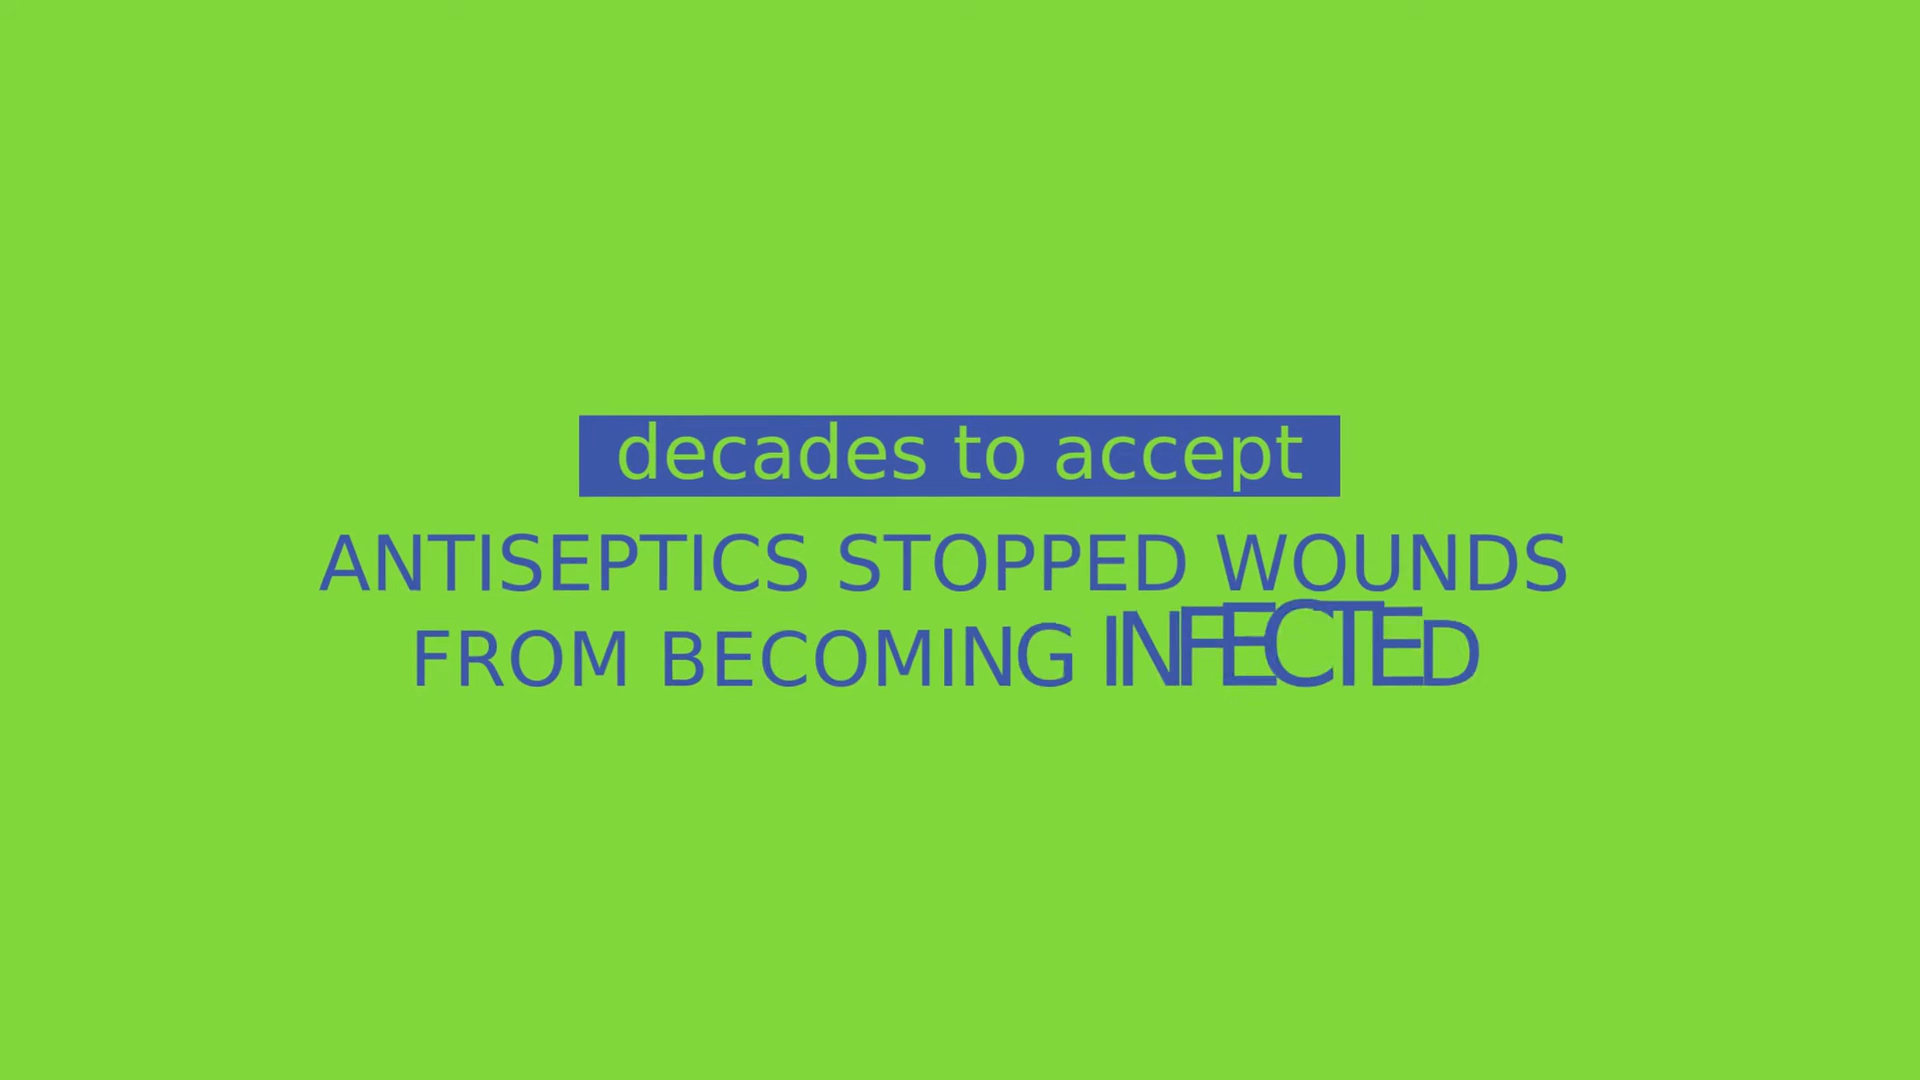 decades to accept
ANTISEPTICS STOPPED WOUNDS
FROM BECOMING INFECTED